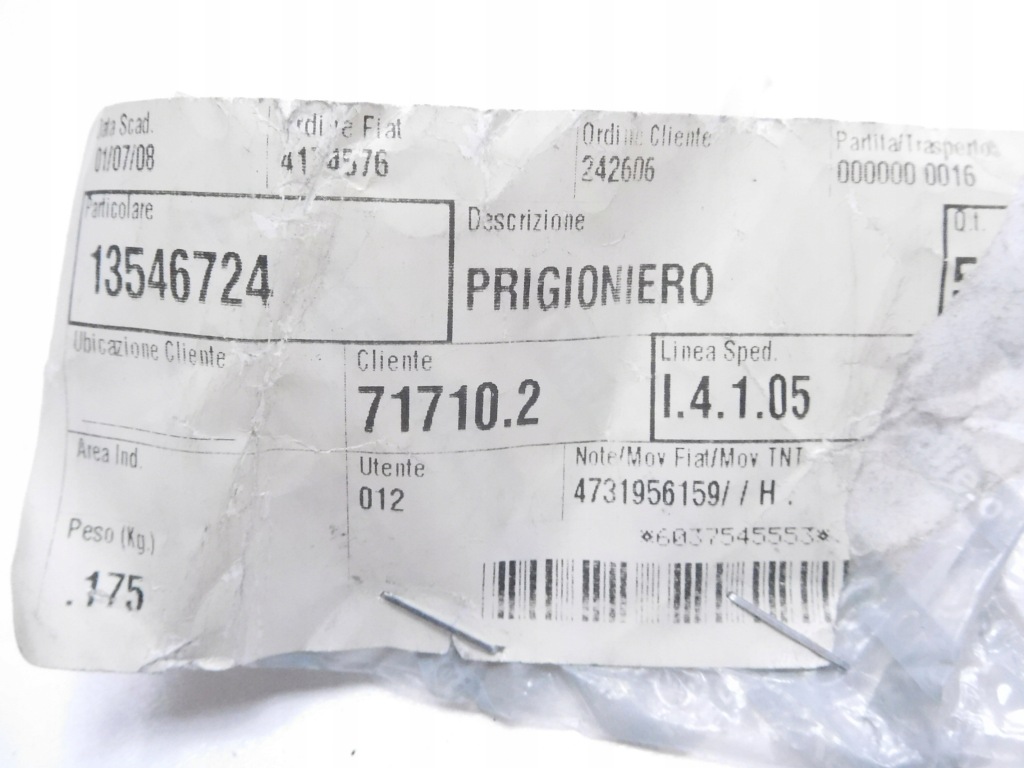 Scad. Fiat Ordine Cliente Partita/Trasporto
01/07/08 242606 000000 0016
Particolare Descrizione Q.t.
13546724 PRIGIONIERO
Ubicazione Cliente Cliente Linea Sped.
71710.2 I.4.1.05
Area Ind. Utente Note/Mov Fiat/Mov TNT
012 4731956159/ / H .
Peso (Kg.) *6037545553*
.175